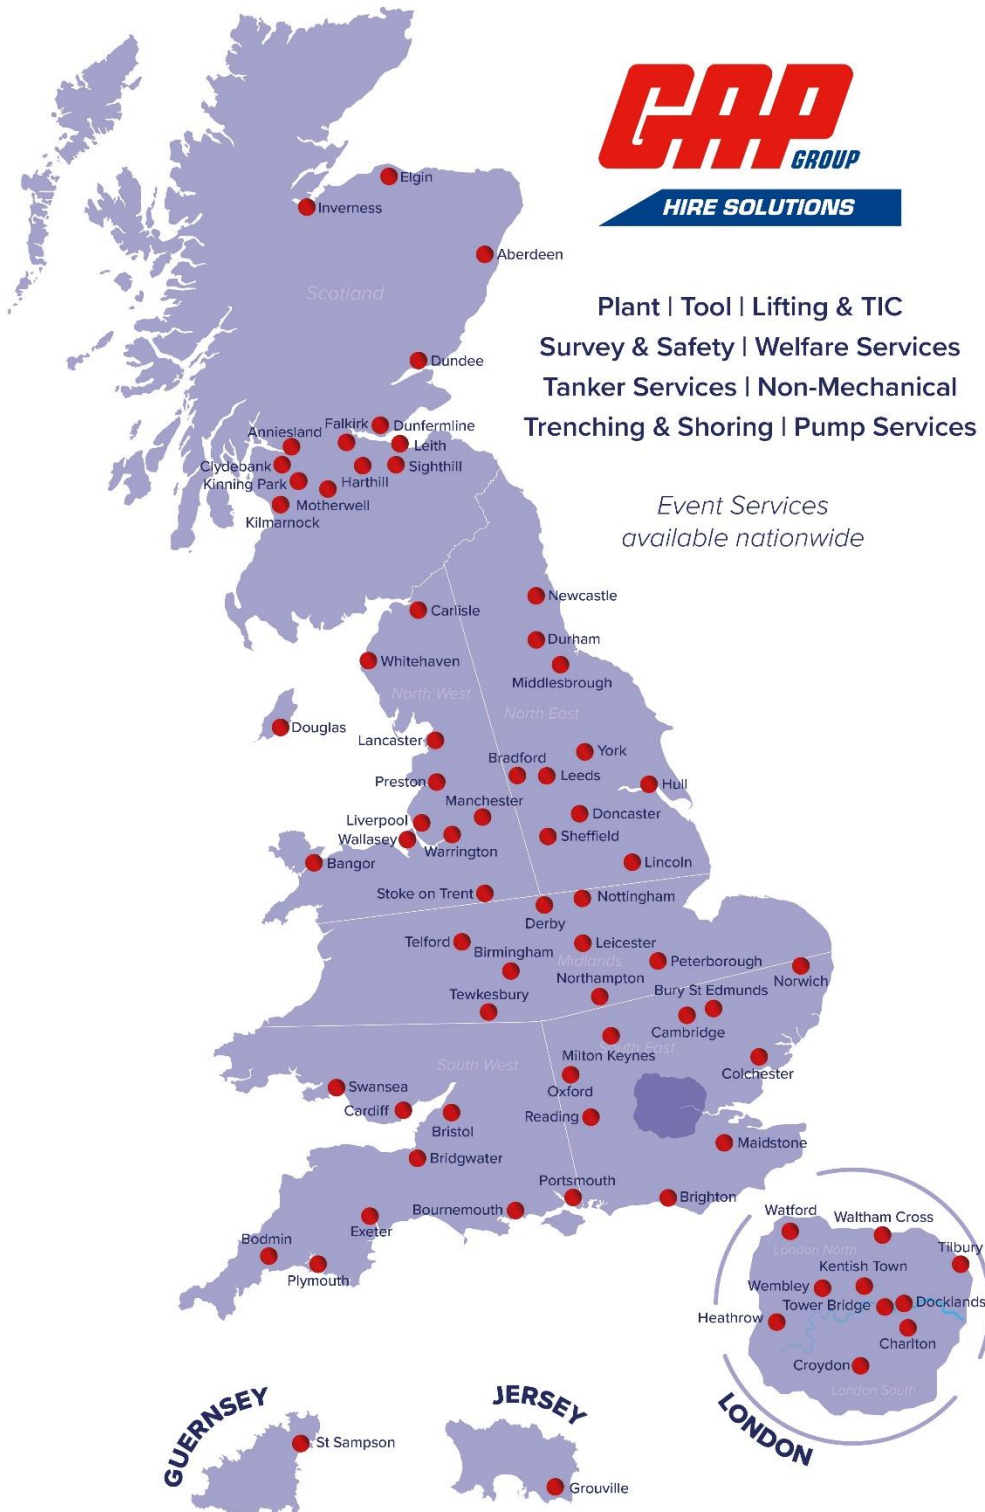 GAP
GROUP
HIRE SOLUTIONS
Plant | Tool | Lifting & TIC
Survey & Safety | Welfare Services
Tanker Services | Non-Mechanical
Trenching & Shoring | Pump Services
Event Services
available nationwide
Elgin
Inverness
Aberdeen
Scotland
Dundee
Falkirk
Dunfermline
Anniesland
Leith
Clydebank
Sighthill
Kinning Park
Harthill
Motherwell
Kilmarnock
Newcastle
Carlisle
Durham
Whitehaven
Middlesbrough
North West
North East
Douglas
Lancaster
York
Bradford
Leeds
Preston
Hull
Manchester
Doncaster
Liverpool
Sheffield
Wallasey
Warrington
Bangor
Lincoln
Stoke on Trent
Nottingham
Derby
Telford
Leicester
Birmingham
Midlands
Peterborough
Northampton
Norwich
Bury St Edmunds
Tewkesbury
Cambridge
South East
Milton Keynes
South West
Colchester
Oxford
Swansea
Cardiff
Reading
Bristol
Maidstone
Bridgwater
Portsmouth
Brighton
Bournemouth
Exeter
Bodmin
Plymouth
Watford
Waltham Cross
London North
Tilbury
Kentish Town
Wembley
Tower Bridge
Docklands
Heathrow
Charlton
Croydon
London South
LONDON
GUERNSEY
St Sampson
JERSEY
Grouville